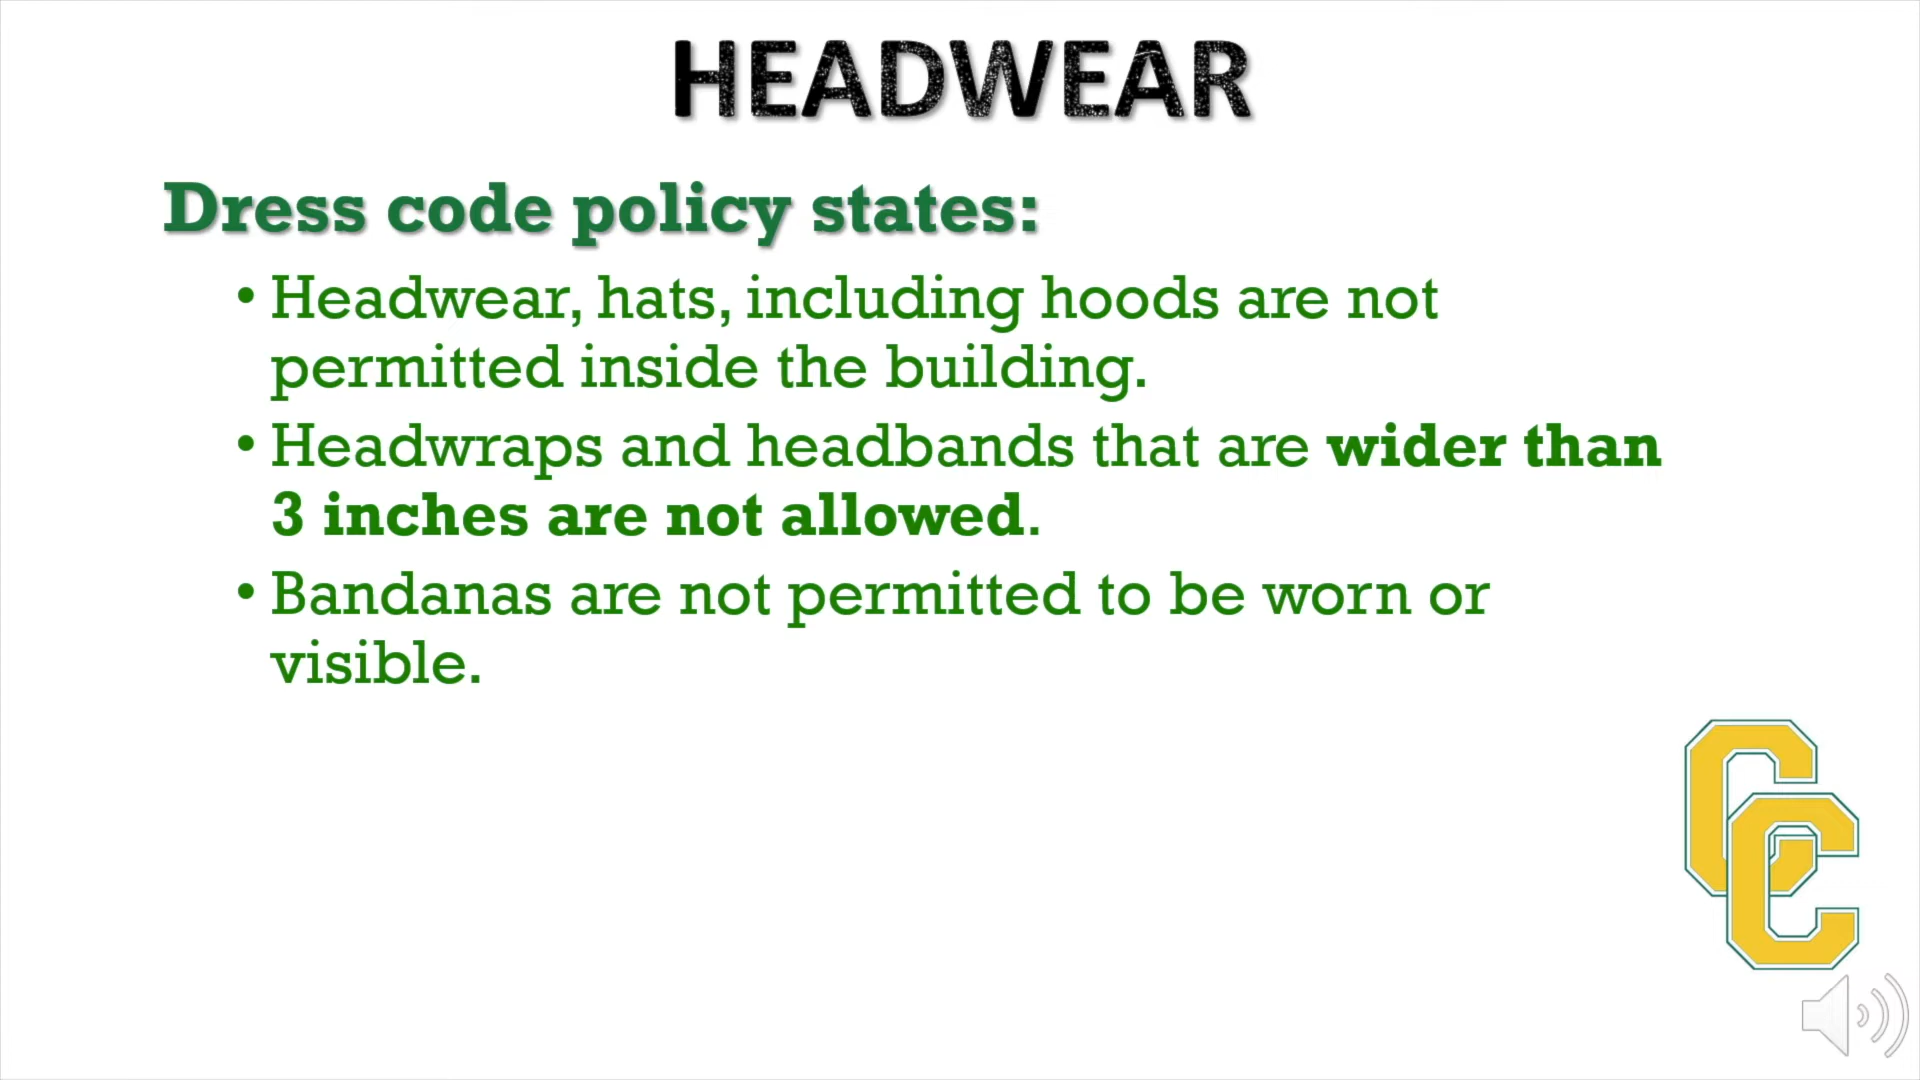 HEADWEAR
Dress code policy states:
• Headwear, hats, including hoods are not
permitted inside the building.
• Headwraps and headbands that are wider than
3 inches are not allowed.
• Bandanas are not permitted to be worn or
visible.
CC